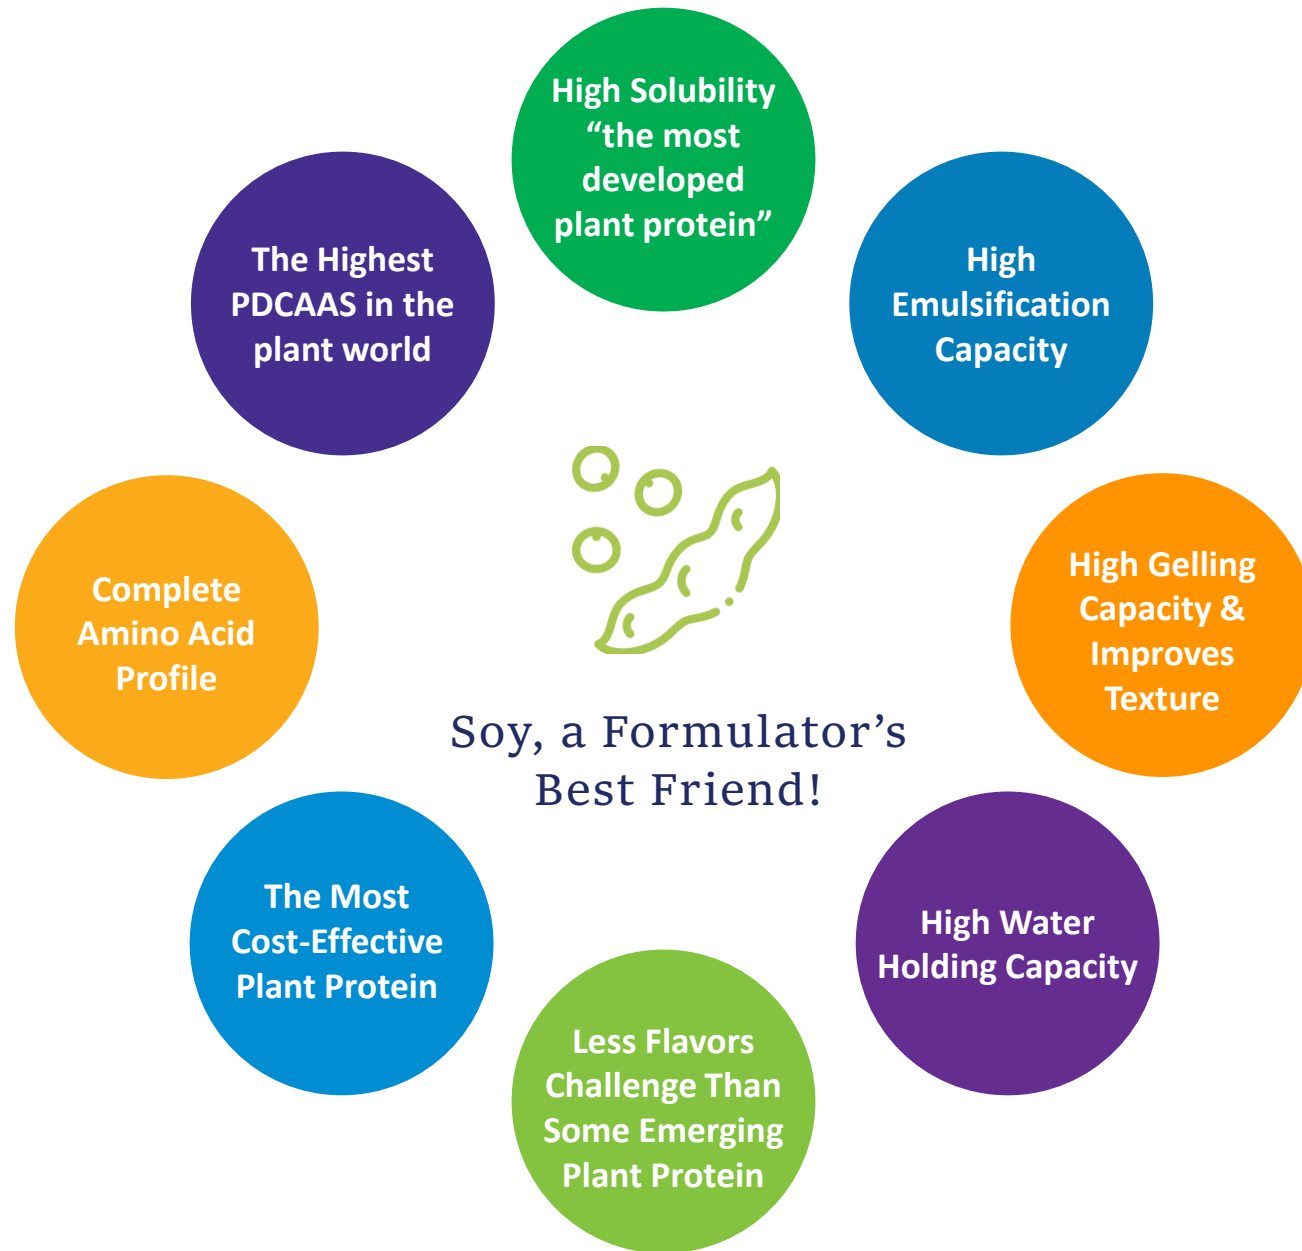 High Solubility
“the most
developed
plant protein”
High
Emulsification
Capacity
High Gelling
Capacity &
Improves
Texture
High Water
Holding Capacity
Less Flavors
Challenge Than
Some Emerging
Plant Protein
The Most
Cost-Effective
Plant Protein
Complete
Amino Acid
Profile
The Highest
PDCAAS in the
plant world
Soy, a Formulator’s
Best Friend!